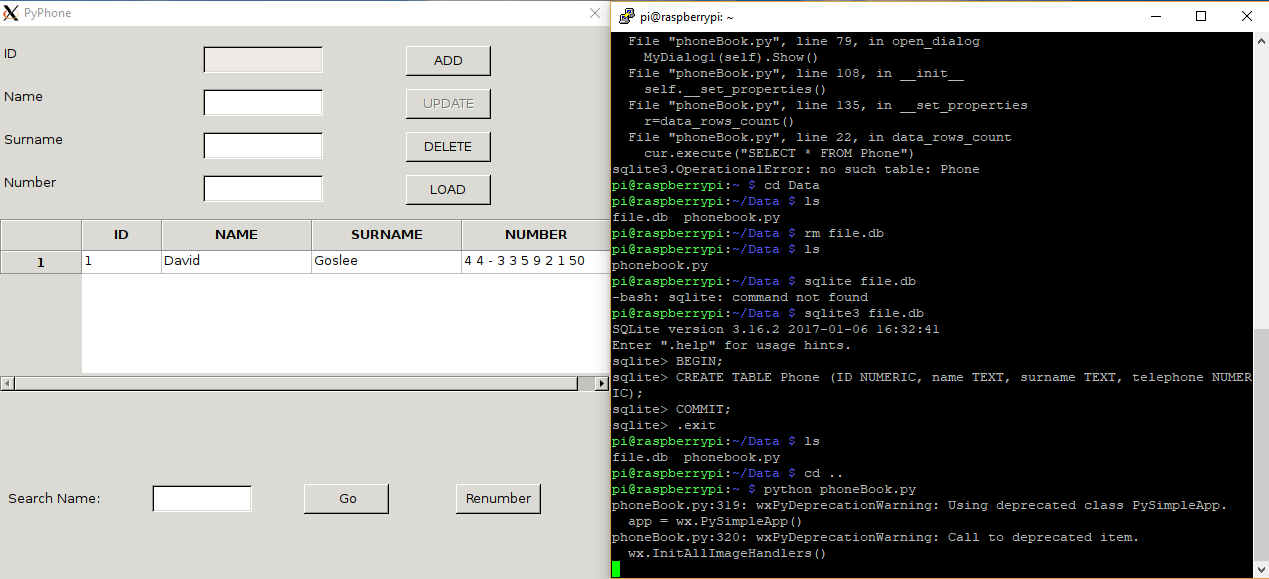 PyPhone
ID
ADD
Name
UPDATE
Surname
DELETE
Number
LOAD
ID NAME SURNAME NUMBER
1 1 David Goslee 4 4 - 3 3 5 9 2 1 50
Search Name:
Go
Renumber
pi@raspberrypi: ~
File "phoneBook.py", line 79, in open_dialog
MyDialog1(self).Show()
File "phoneBook.py", line 108, in __init__
self.__set_properties()
File "phoneBook.py", line 135, in __set_properties
r=data_rows_count()
File "phoneBook.py", line 22, in data_rows_count
cur.execute("SELECT * FROM Phone")
sqlite3.OperationalError: no such table: Phone
pi@raspberrypi:~ $ cd Data
pi@raspberrypi:~/Data $ ls
file.db  phonebook.py
pi@raspberrypi:~/Data $ rm file.db
pi@raspberrypi:~/Data $ ls
phonebook.py
pi@raspberrypi:~/Data $ sqlite file.db
-bash: sqlite: command not found
pi@raspberrypi:~/Data $ sqlite3 file.db
SQLite version 3.16.2 2017-01-06 16:32:41
Enter ".help" for usage hints.
sqlite> BEGIN;
sqlite> CREATE TABLE Phone (ID NUMERIC, name TEXT, surname TEXT, telephone NUMER
IC);
sqlite> COMMIT;
sqlite> .exit
pi@raspberrypi:~/Data $ ls
file.db  phonebook.py
pi@raspberrypi:~/Data $ cd ..
pi@raspberrypi:~ $ python phoneBook.py
phoneBook.py:319: wxPyDeprecationWarning: Using deprecated class PySimpleApp.
app = wx.PySimpleApp()
phoneBook.py:320: wxPyDeprecationWarning: Call to deprecated item.
wx.InitAllImageHandlers()